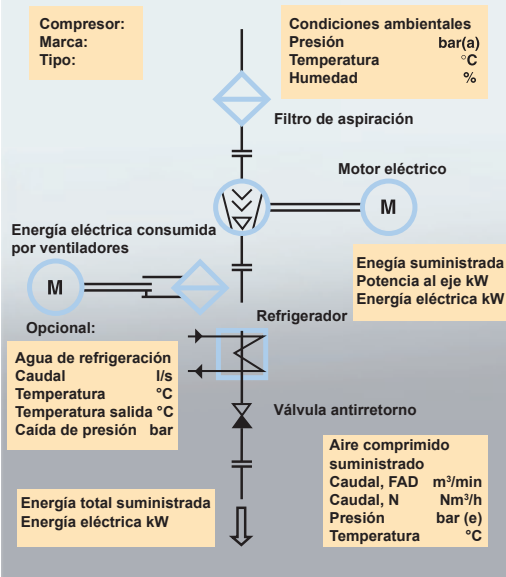 Compresor:
Marca:
Tipo:
Condiciones ambientales
Presión bar(a)
Temperatura °C
Humedad %
Filtro de aspiración
Motor eléctrico
M
Energía eléctrica consumida
por ventiladores
M
Enegía suministrada
Potencia al eje kW
Energía eléctrica kW
Opcional:
Refrigerador
Agua de refrigeración
Caudal l/s
Temperatura °C
Temperatura salida °C
Caída de presión bar
Válvula antirretorno
Aire comprimido
suministrado
Caudal, FAD m³/min
Caudal, N Nm³/h
Presión bar (e)
Temperatura °C
Energía total suministrada
Energía eléctrica kW